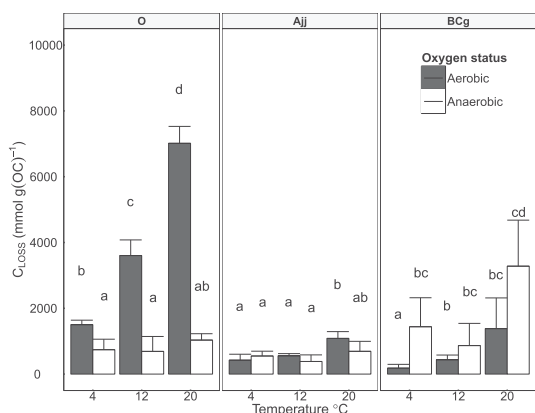 O Ajj BCg
10000
8000
6000
4000
2000
0
C_LOSS (mmol g(OC)⁻¹)
Oxygen status
Aerobic
Anaerobic
b a c a d ab
a a a a b ab
a bc b bc bc cd
4 12 20 4 12 20 4 12 20
Temperature °C